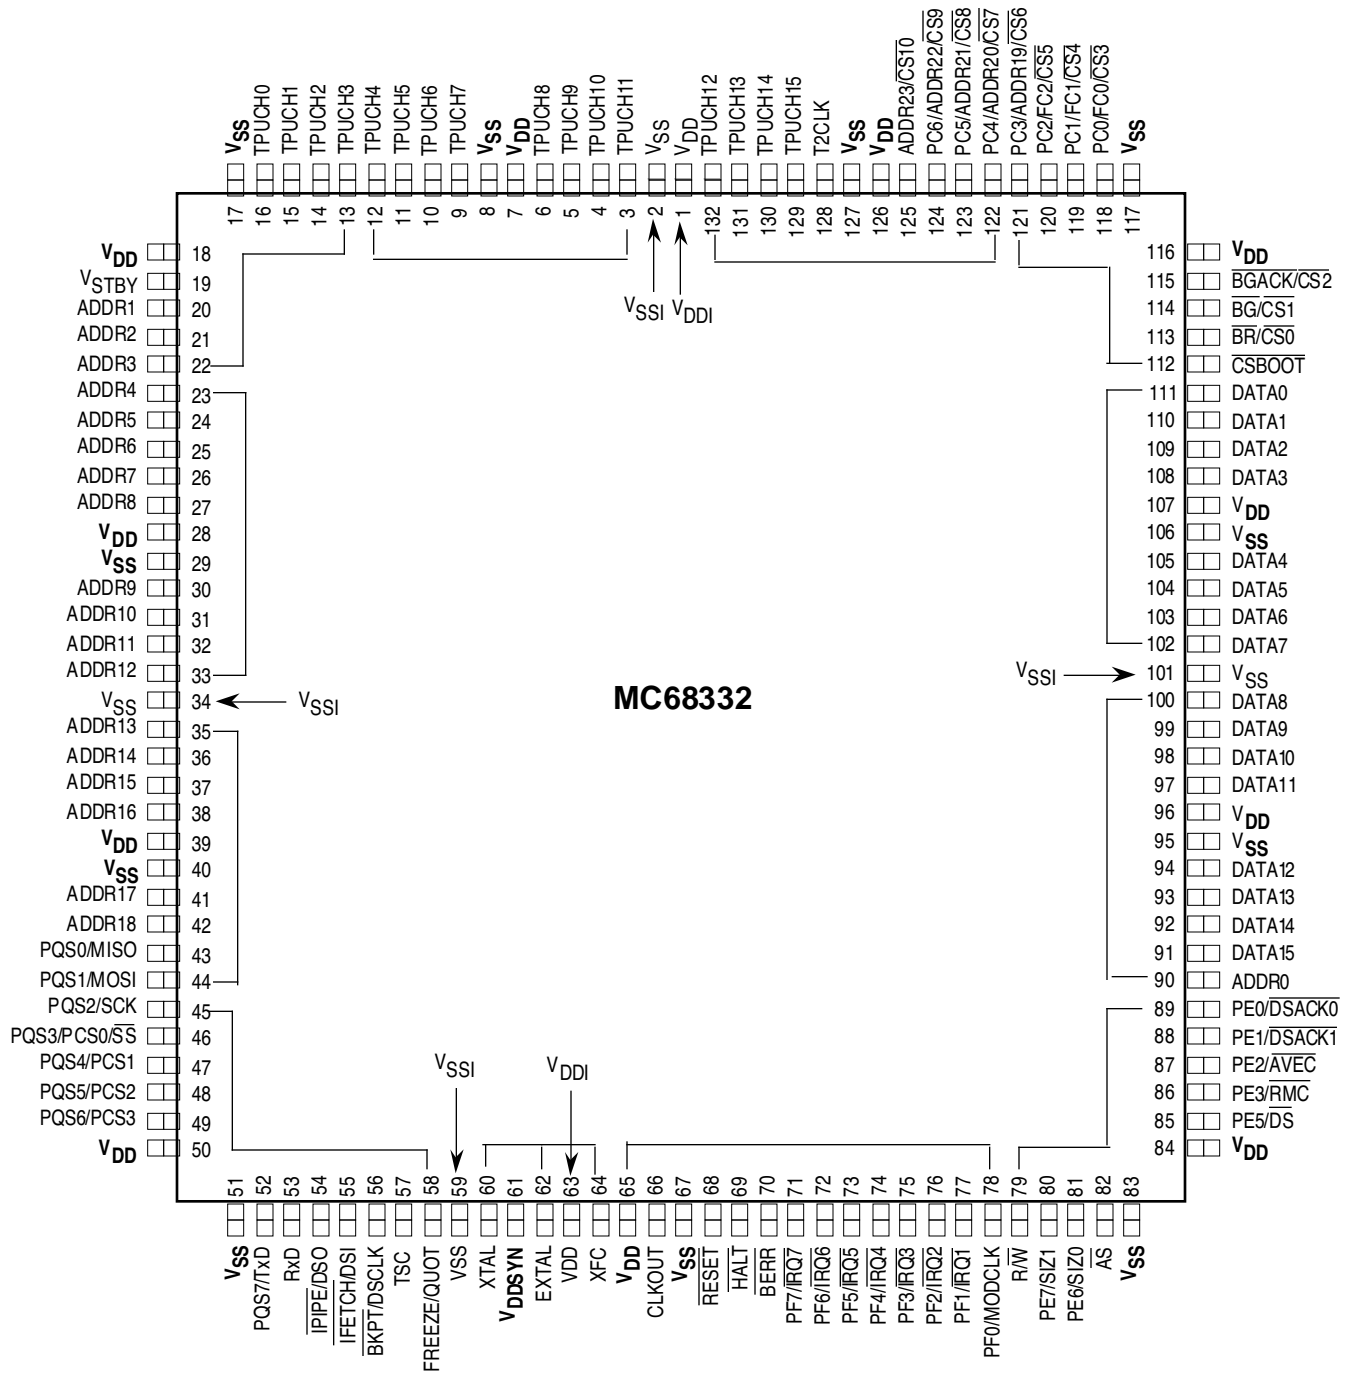 VSS
TPUCH0
TPUCH1
TPUCH2
TPUCH3
TPUCH4
TPUCH5
TPUCH6
TPUCH7
VSS
VDD
TPUCH8
TPUCH9
TPUCH10
TPUCH11
VSS
VDD
TPUCH12
TPUCH13
TPUCH14
TPUCH15
T2CLK
VSS
VDD
ADDR23/CS10
PC6/ADDR22/CS9
PC5/ADDR21/CS8
PC4/ADDR20/CS7
PC3/ADDR19/CS6
PC2/FC2/CS5
PC1/FC1/CS4
PC0/FC0/CS3
VSS
17 16 15 14 13 12 11 10 9 8 7 6 5 4 3 2 1 132 131 130 129 128 127 126 125 124 123 122 121 120 119 118 117
VSSI VDDI
VDD 18
VSTBY 19
ADDR1 20
ADDR2 21
ADDR3 22
ADDR4 23
ADDR5 24
ADDR6 25
ADDR7 26
ADDR8 27
VDD 28
VSS 29
ADDR9 30
ADDR10 31
ADDR11 32
ADDR12 33
VSS 34 VSSI
ADDR13 35
ADDR14 36
ADDR15 37
ADDR16 38
VDD 39
VSS 40
ADDR17 41
ADDR18 42
PQS0/MISO 43
PQS1/MOSI 44
PQS2/SCK 45
PQS3/PCS0/SS 46
PQS4/PCS1 47
PQS5/PCS2 48
PQS6/PCS3 49
VDD 50
MC68332
116 VDD
115 BGACK/CS2
114 BG/CS1
113 BR/CS0
112 CSBOOT
111 DATA0
110 DATA1
109 DATA2
108 DATA3
107 VDD
106 VSS
105 DATA4
104 DATA5
103 DATA6
102 DATA7
VSSI 101 VSS
100 DATA8
99 DATA9
98 DATA10
97 DATA11
96 VDD
95 VSS
94 DATA12
93 DATA13
92 DATA14
91 DATA15
90 ADDR0
89 PE0/DSACK0
88 PE1/DSACK1
87 PE2/AVEC
86 PE3/RMC
85 PE5/DS
84 VDD
VSSI VDDI
51 52 53 54 55 56 57 58 59 60 61 62 63 64 65 66 67 68 69 70 71 72 73 74 75 76 77 78 79 80 81 82 83
VSS
PQS7/TxD
RxD
IPIPE/DSO
IFETCH/DSI
BKPT/DSCLK
TSC
FREEZE/QUOT
VSS
XTAL
VDDSYN
EXTAL
VDD
XFC
VDD
CLKOUT
VSS
RESET
HALT
BERR
PF7/IRQ7
PF6/IRQ6
PF5/IRQ5
PF4/IRQ4
PF3/IRQ3
PF2/IRQ2
PF1/IRQ1
PF0/MODCLK
R/W
PE7/SIZ1
PE6/SIZ0
AS
VSS